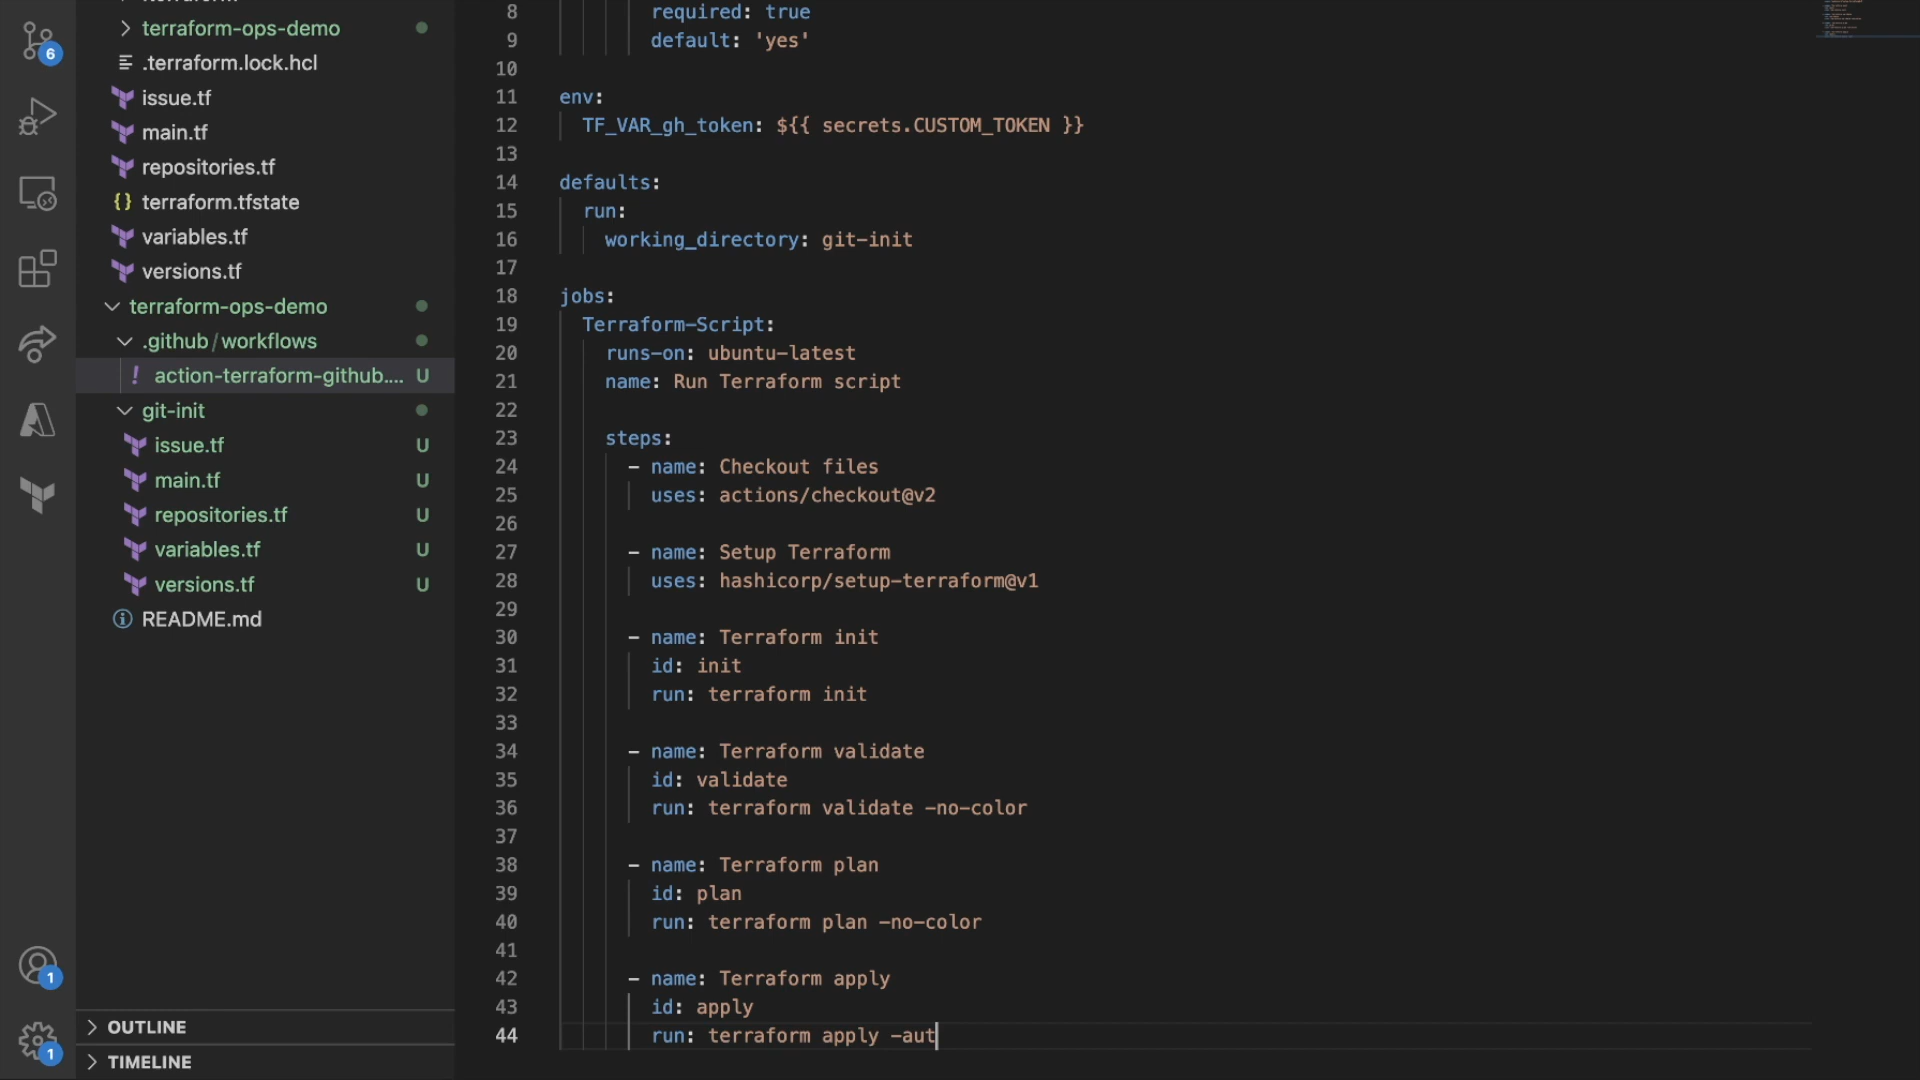 terraform-ops-demo
.terraform.lock.hcl
issue.tf
main.tf
repositories.tf
{} terraform.tfstate
variables.tf
versions.tf
terraform-ops-demo
.github/workflows
! action-terraform-github.... U
git-init
issue.tf U
main.tf U
repositories.tf U
variables.tf U
versions.tf U
README.md
OUTLINE
TIMELINE
6
1
1
8 required: true
9 default: 'yes'
10
11 env:
12 TF_VAR_gh_token: ${{ secrets.CUSTOM_TOKEN }}
13
14 defaults:
15 run:
16 working_directory: git-init
17
18 jobs:
19 Terraform-Script:
20 runs-on: ubuntu-latest
21 name: Run Terraform script
22
23 steps:
24 - name: Checkout files
25 uses: actions/checkout@v2
26
27 - name: Setup Terraform
28 uses: hashicorp/setup-terraform@v1
29
30 - name: Terraform init
31 id: init
32 run: terraform init
33
34 - name: Terraform validate
35 id: validate
36 run: terraform validate -no-color
37
38 - name: Terraform plan
39 id: plan
40 run: terraform plan -no-color
41
42 - name: Terraform apply
43 id: apply
44 run: terraform apply -aut